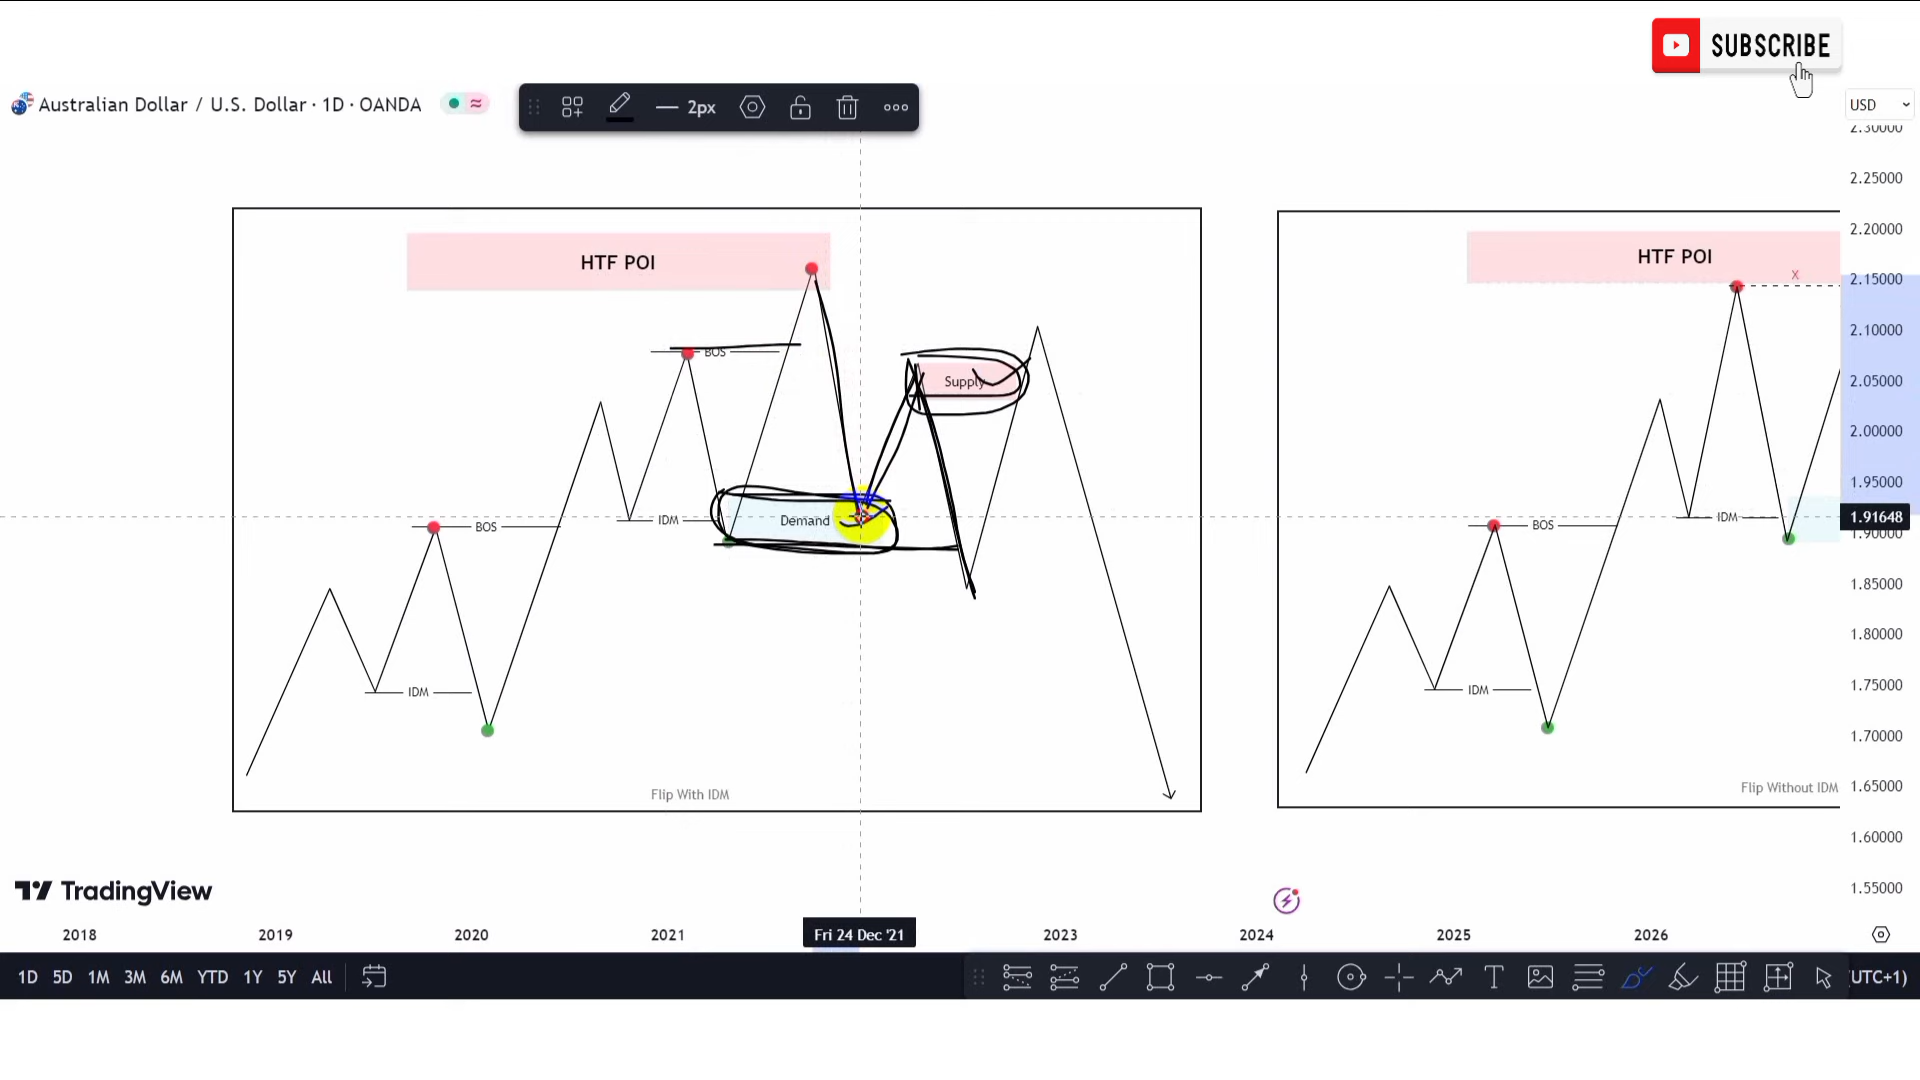 SUBSCRIBE
Australian Dollar / U.S. Dollar · 1D · OANDA
2px
USD
2.30000
2.25000
2.20000
2.15000
2.10000
2.05000
2.00000
1.95000
1.91648
1.90000
1.85000
1.80000
1.75000
1.70000
1.65000
1.60000
1.55000
HTF POI
BOS
Supply
Demand
IDM
BOS
IDM
Flip With IDM
HTF POI
X
IDM
BOS
IDM
Flip Without IDM
TradingView
2018 2019 2020 2021 Fri 24 Dec '21 2023 2024 2025 2026
1D 5D 1M 3M 6M YTD 1Y 5Y All
UTC+1)